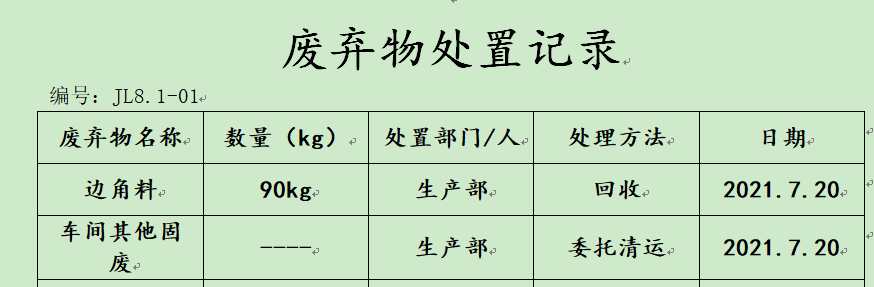 废弃物处置记录
编号：JL8.1-01
废弃物名称 数量（kg） 处置部门/人 处理方法 日期
边角料 90kg 生产部 回收 2021.7.20
车间其他固
废 ---- 生产部 委托清运 2021.7.20